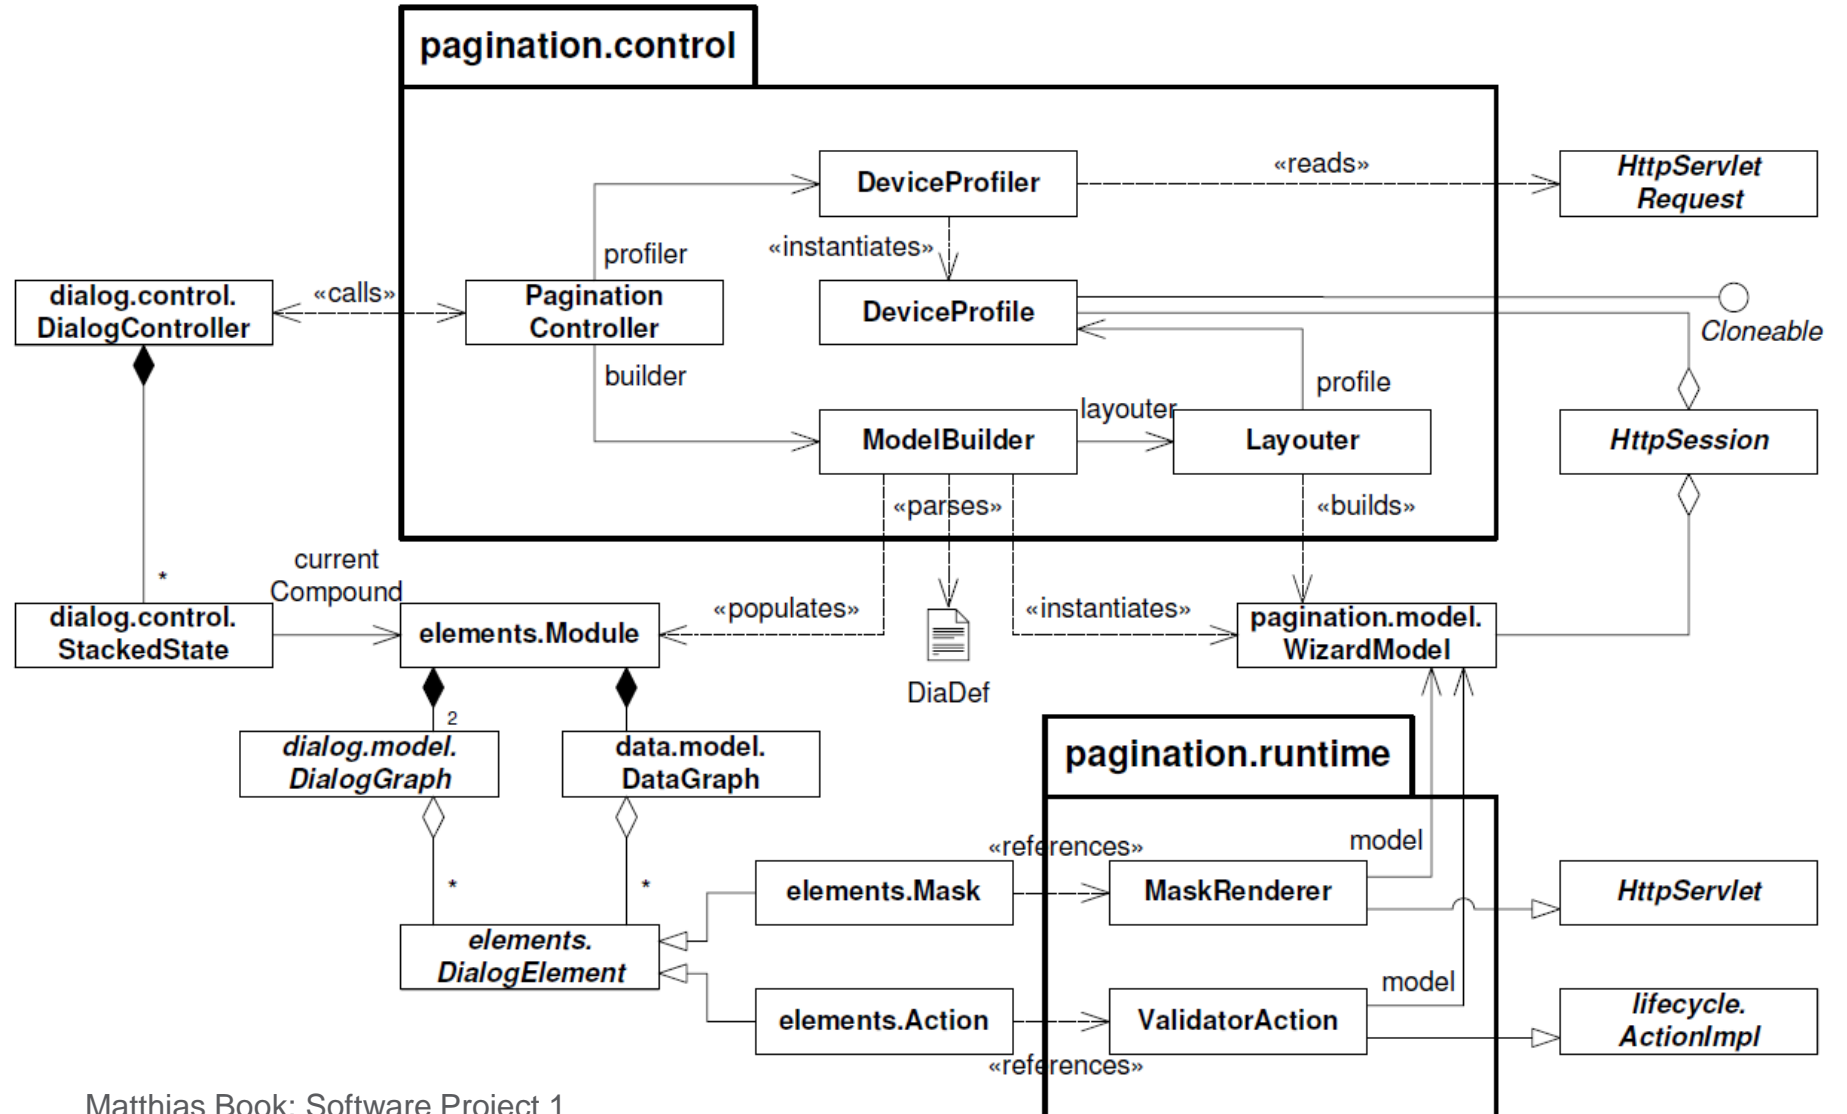 pagination.control
DeviceProfiler
«reads»
HttpServlet
Request
profiler
«instantiates»
dialog.control.
DialogController
«calls»
Pagination
Controller
DeviceProfile
Cloneable
builder
profile
layouter
ModelBuilder
Layouter
HttpSession
«parses»
«builds»
current
Compound
*
dialog.control.
StackedState
elements.Module
«populates»
«instantiates»
pagination.model.
WizardModel
DiaDef
2
dialog.model.
DialogGraph
data.model.
DataGraph
pagination.runtime
«references»
model
*
*
elements.Mask
MaskRenderer
HttpServlet
elements.
DialogElement
model
elements.Action
ValidatorAction
lifecycle.
ActionImpl
«references»
Matthias Book: Software Project 1